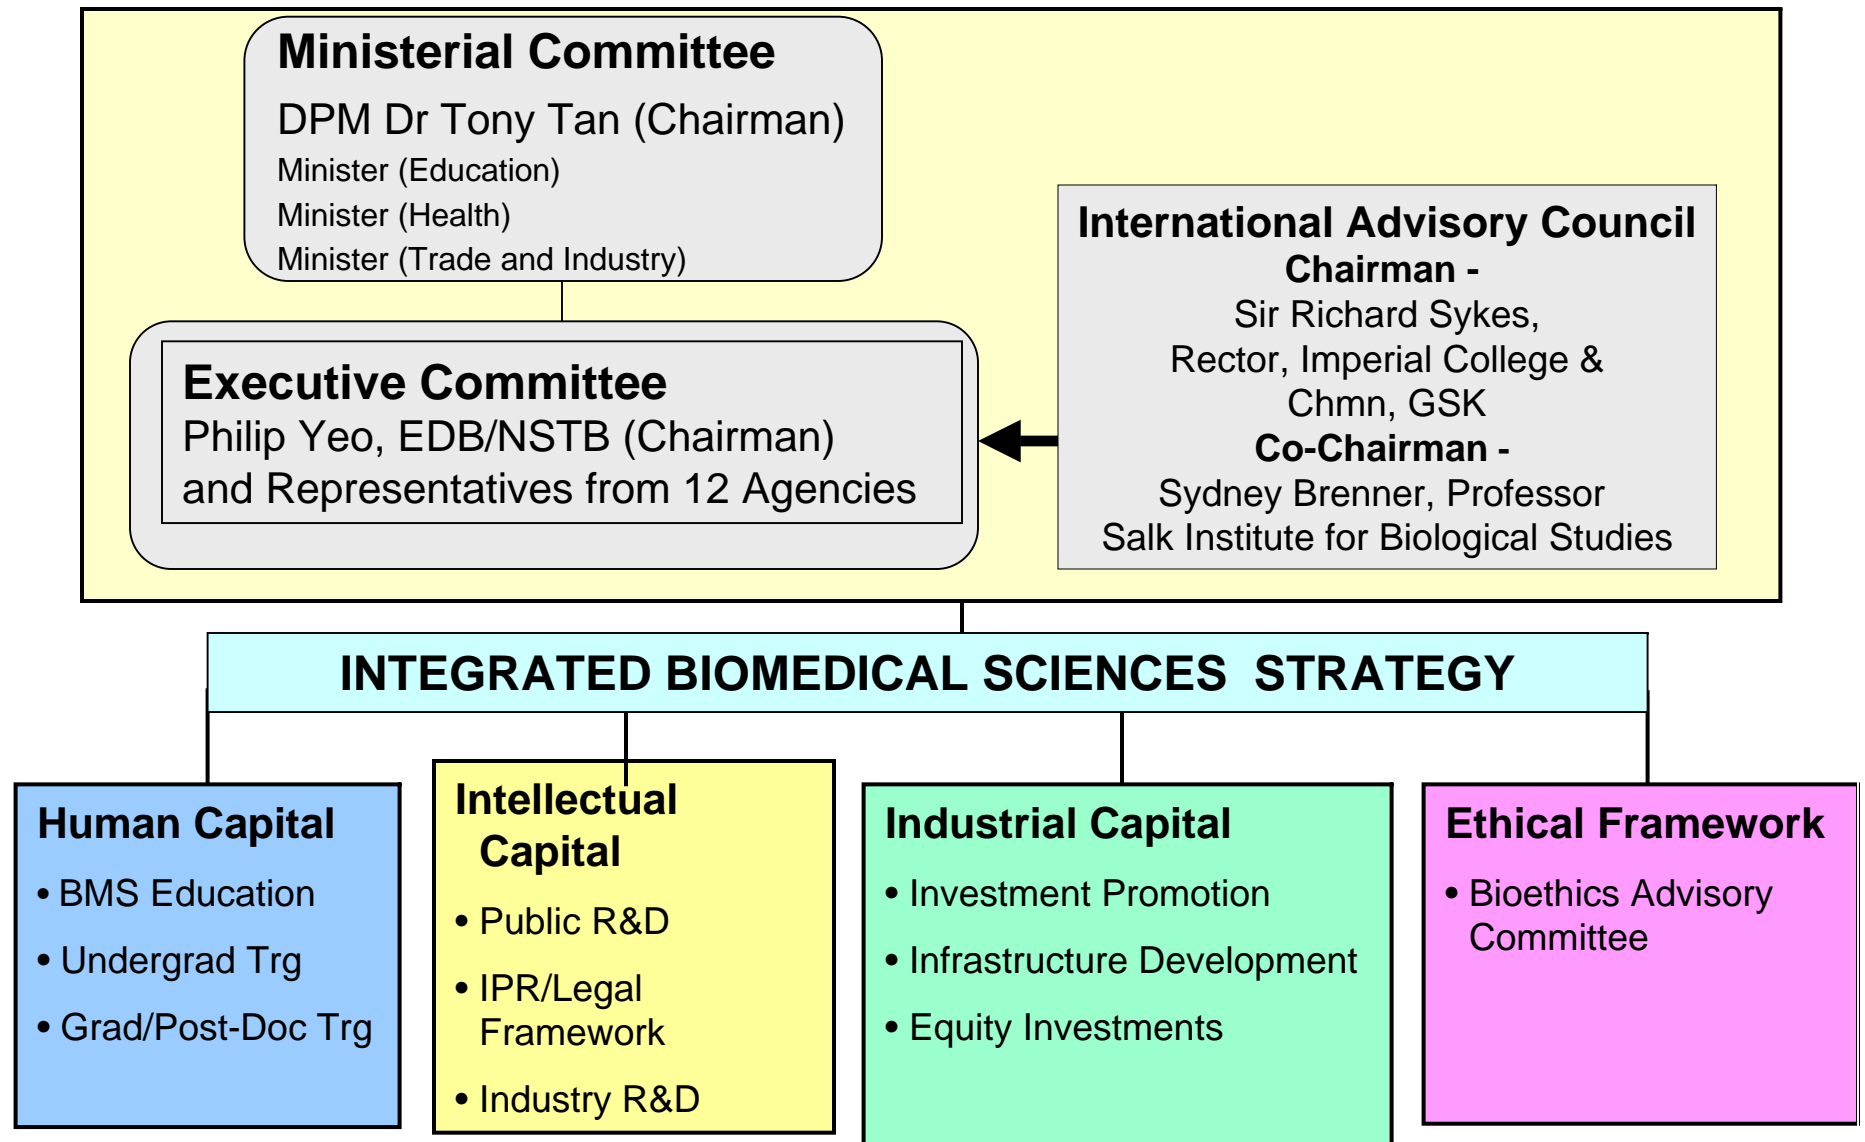 Ministerial Committee
DPM Dr Tony Tan (Chairman)
Minister (Education)
Minister (Health)
Minister (Trade and Industry)
Executive Committee
Philip Yeo, EDB/NSTB (Chairman)
and Representatives from 12 Agencies
International Advisory Council
Chairman -
Sir Richard Sykes,
Rector, Imperial College &
Chmn, GSK
Co-Chairman -
Sydney Brenner, Professor
Salk Institute for Biological Studies
INTEGRATED BIOMEDICAL SCIENCES  STRATEGY
Human Capital
• BMS Education
• Undergrad Trg
• Grad/Post-Doc Trg
Intellectual
Capital
• Public R&D
• IPR/Legal
Framework
• Industry R&D
Industrial Capital
• Investment Promotion
• Infrastructure Development
• Equity Investments
Ethical Framework
• Bioethics Advisory
Committee